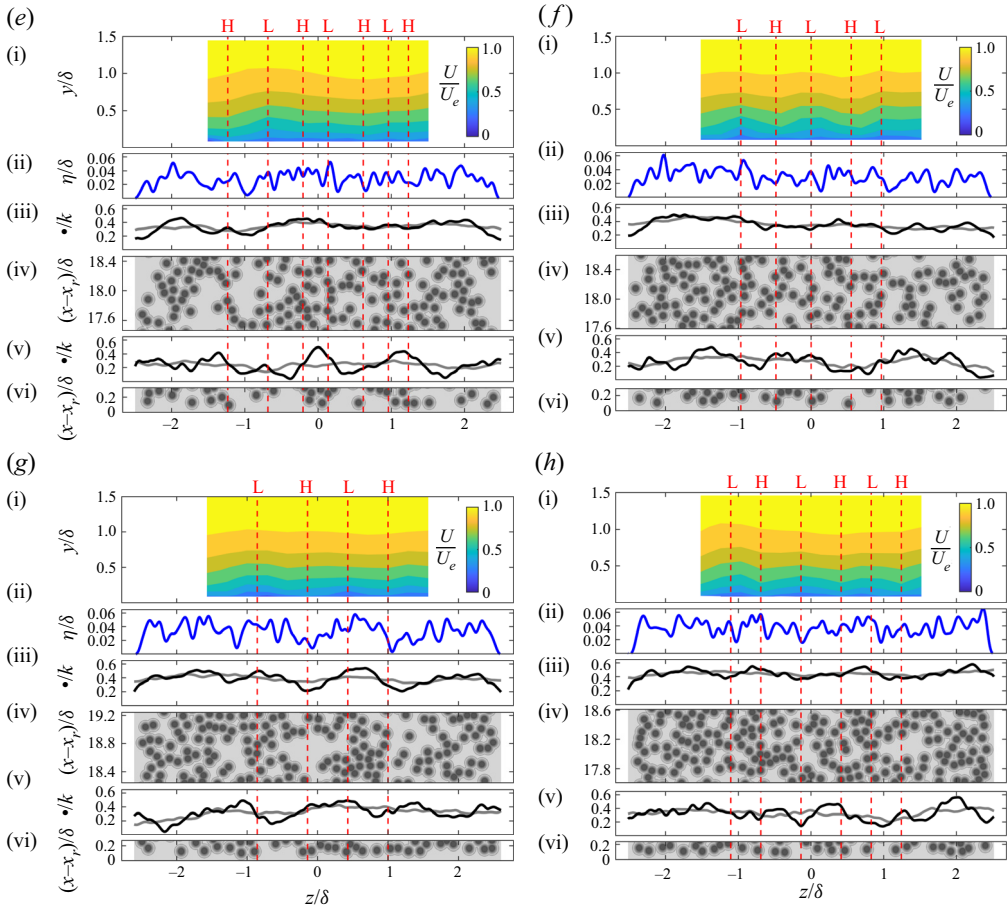 (e)
H L H L H L H
(i)
1.5
1.0
0.5
y/δ
1.0
0.5
0
U
U_e
(ii)
0.06
0.02
η/δ
(iii)
0.6
0.4
0.2
•/k
(iv)
18.4
18.0
17.6
(x–x_r)/δ
(v)
0.6
0.4
0.2
•/k
(vi)
0.2
0
(x–x_r)/δ
–2 –1 0 1 2
(f)
L H L H L
(i)
1.5
1.0
0.5
1.0
0.5
0
U
U_e
(ii)
0.06
0.02
(iii)
0.6
0.4
0.2
(iv)
18.4
18.0
17.6
(v)
0.6
0.4
0.2
(vi)
0.2
0
–2 –1 0 1 2
(g)
L H L H
(i)
1.5
1.0
0.5
y/δ
1.0
0.5
0
U
U_e
(ii)
0.06
0.02
η/δ
(iii)
0.6
0.4
0.2
•/k
(iv)
19.2
18.8
18.4
(x–x_r)/δ
(v)
0.6
0.4
0.2
•/k
(vi)
0.2
0
(x–x_r)/δ
–2 –1 0 1 2
z/δ
(h)
L H L H L H
(i)
1.5
1.0
0.5
1.0
0.5
0
U
U_e
(ii)
0.06
0.02
(iii)
0.6
0.4
0.2
(iv)
18.6
18.2
17.8
(v)
0.6
0.4
0.2
(vi)
0.2
0
–2 –1 0 1 2
z/δ